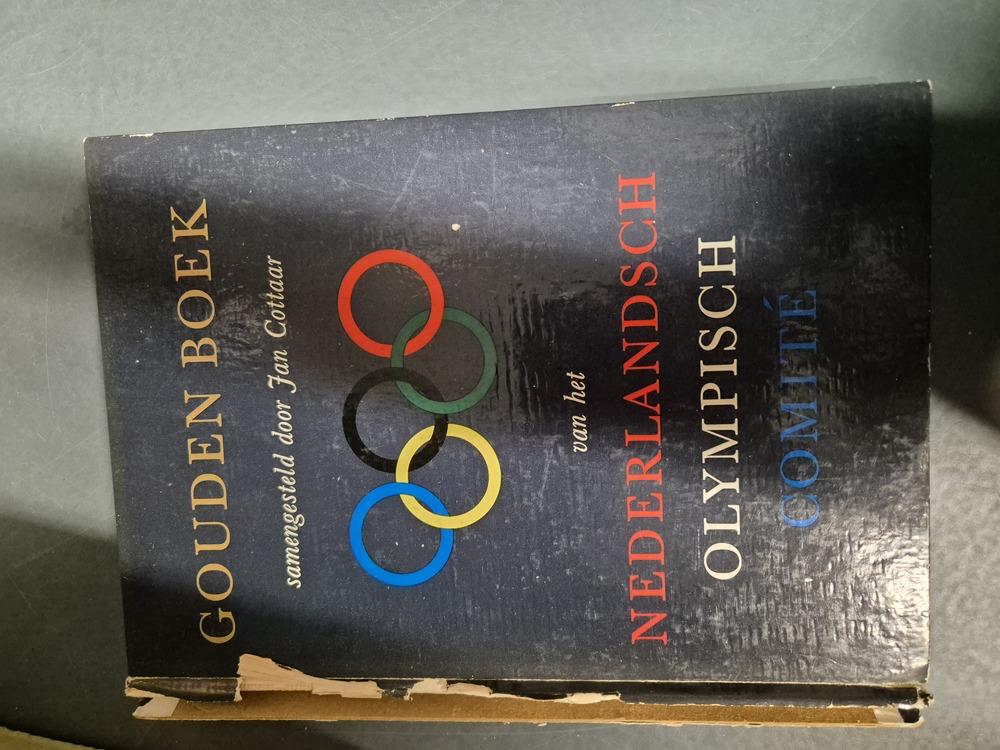 GOUDEN BOEK
samengesteld door Jan Cottaar
van het
NEDERLANDSCH
OLYMPISCH
COMITÉ